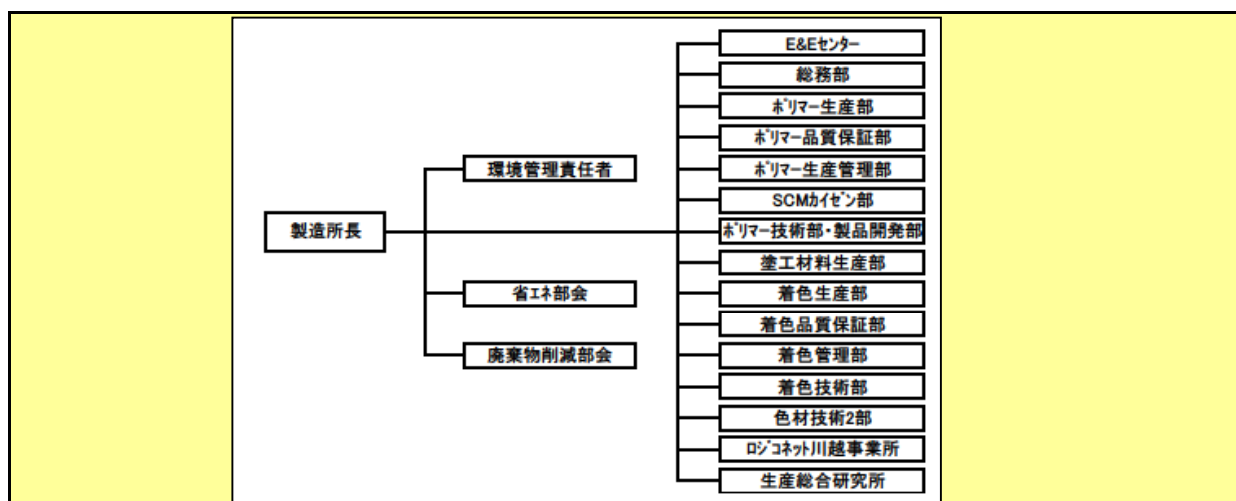 製造所長
環境管理責任者
省ｴﾈ部会
廃棄物削減部会
E&Eｾﾝﾀｰ
総務部
ﾎﾟﾘﾏｰ生産部
ﾎﾟﾘﾏｰ品質保証部
ﾎﾟﾘﾏｰ生産管理部
SCMｶｲｾﾞﾝ部
ﾎﾟﾘﾏｰ技術部・製品開発部
塗工材料生産部
着色生産部
着色品質保証部
着色管理部
着色技術部
色材技術2部
ﾛｼﾞｺﾈｯﾄ川越事業所
生産総合研究所